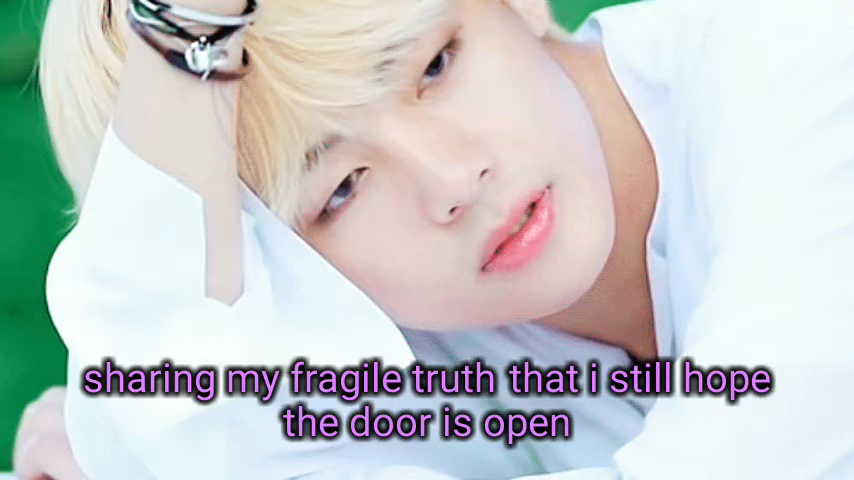 sharing my fragile truth that i still hope
the door is open